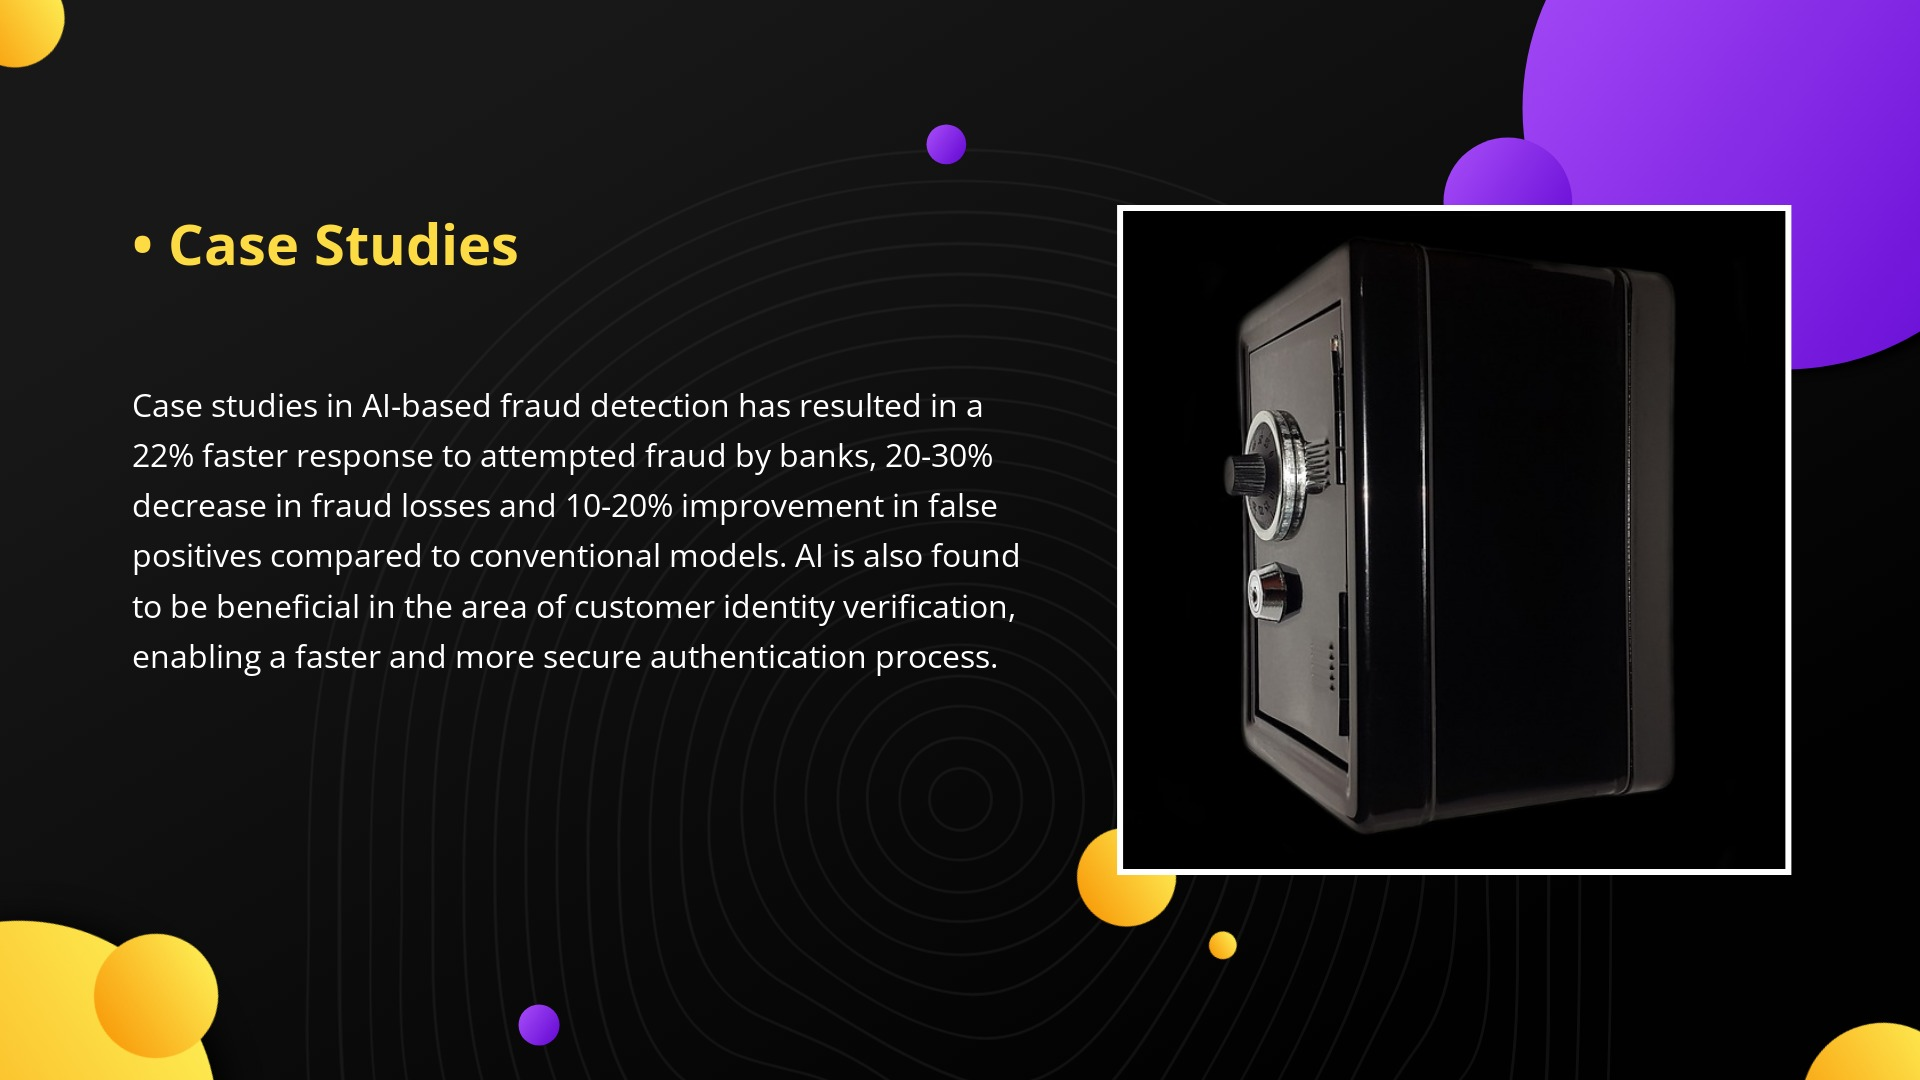 • Case Studies
Case studies in AI-based fraud detection has resulted in a
22% faster response to attempted fraud by banks, 20-30%
decrease in fraud losses and 10-20% improvement in false
positives compared to conventional models. AI is also found
to be beneficial in the area of customer identity verification,
enabling a faster and more secure authentication process.